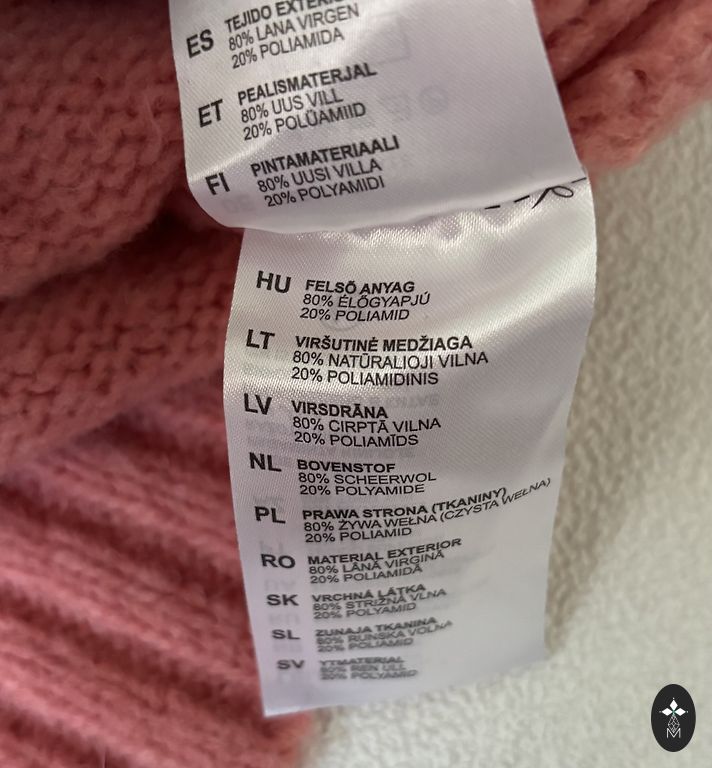 ES TEJIDO EXTERIO
80% LANA VIRGEN
20% POLIAMIDA
ET PEALISMATERJAL
80% UUS VILL
20% POLÜAMIID
FI PINTAMATERIAALI
80% UUSI VILLA
20% POLYAMIDI
HU FELSŐ ANYAG
80% ÉLŐGYAPJÚ
20% POLIAMID
LT VIRŠUTINĖ MEDŽIAGA
80% NATŪRALIOJI VILNA
20% POLIAMIDINIS
LV VIRSDRĀNA
80% CIRPTĀ VILNA
20% POLIAMĪDS
NL BOVENSTOF
80% SCHEERWOL
20% POLYAMIDE
PL PRAWA STRONA (TKANINY)
80% ŻYWA WEŁNA (CZYSTA WEŁNA)
20% POLIAMID
RO MATERIAL EXTERIOR
80% LÂNĂ VIRGINĂ
20% POLIAMIDĂ
SK VRCHNÁ LÁTKA
80% STRIŽNÁ VLNA
20% POLYAMID
SL ZUNAJA TKANINA
80% RUNSKA VOLNA
20% POLIAMID
SV YTMATERIAL
80% REN ULL
20% POLYAMID
M